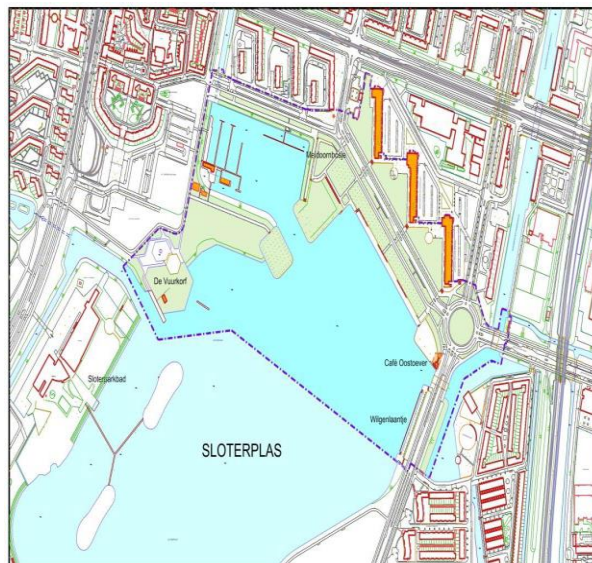 Meidoornbosje
De Vuurkorf
Café Oostoever
Sloterparkbad
Wilgenlaantje
SLOTERPLAS